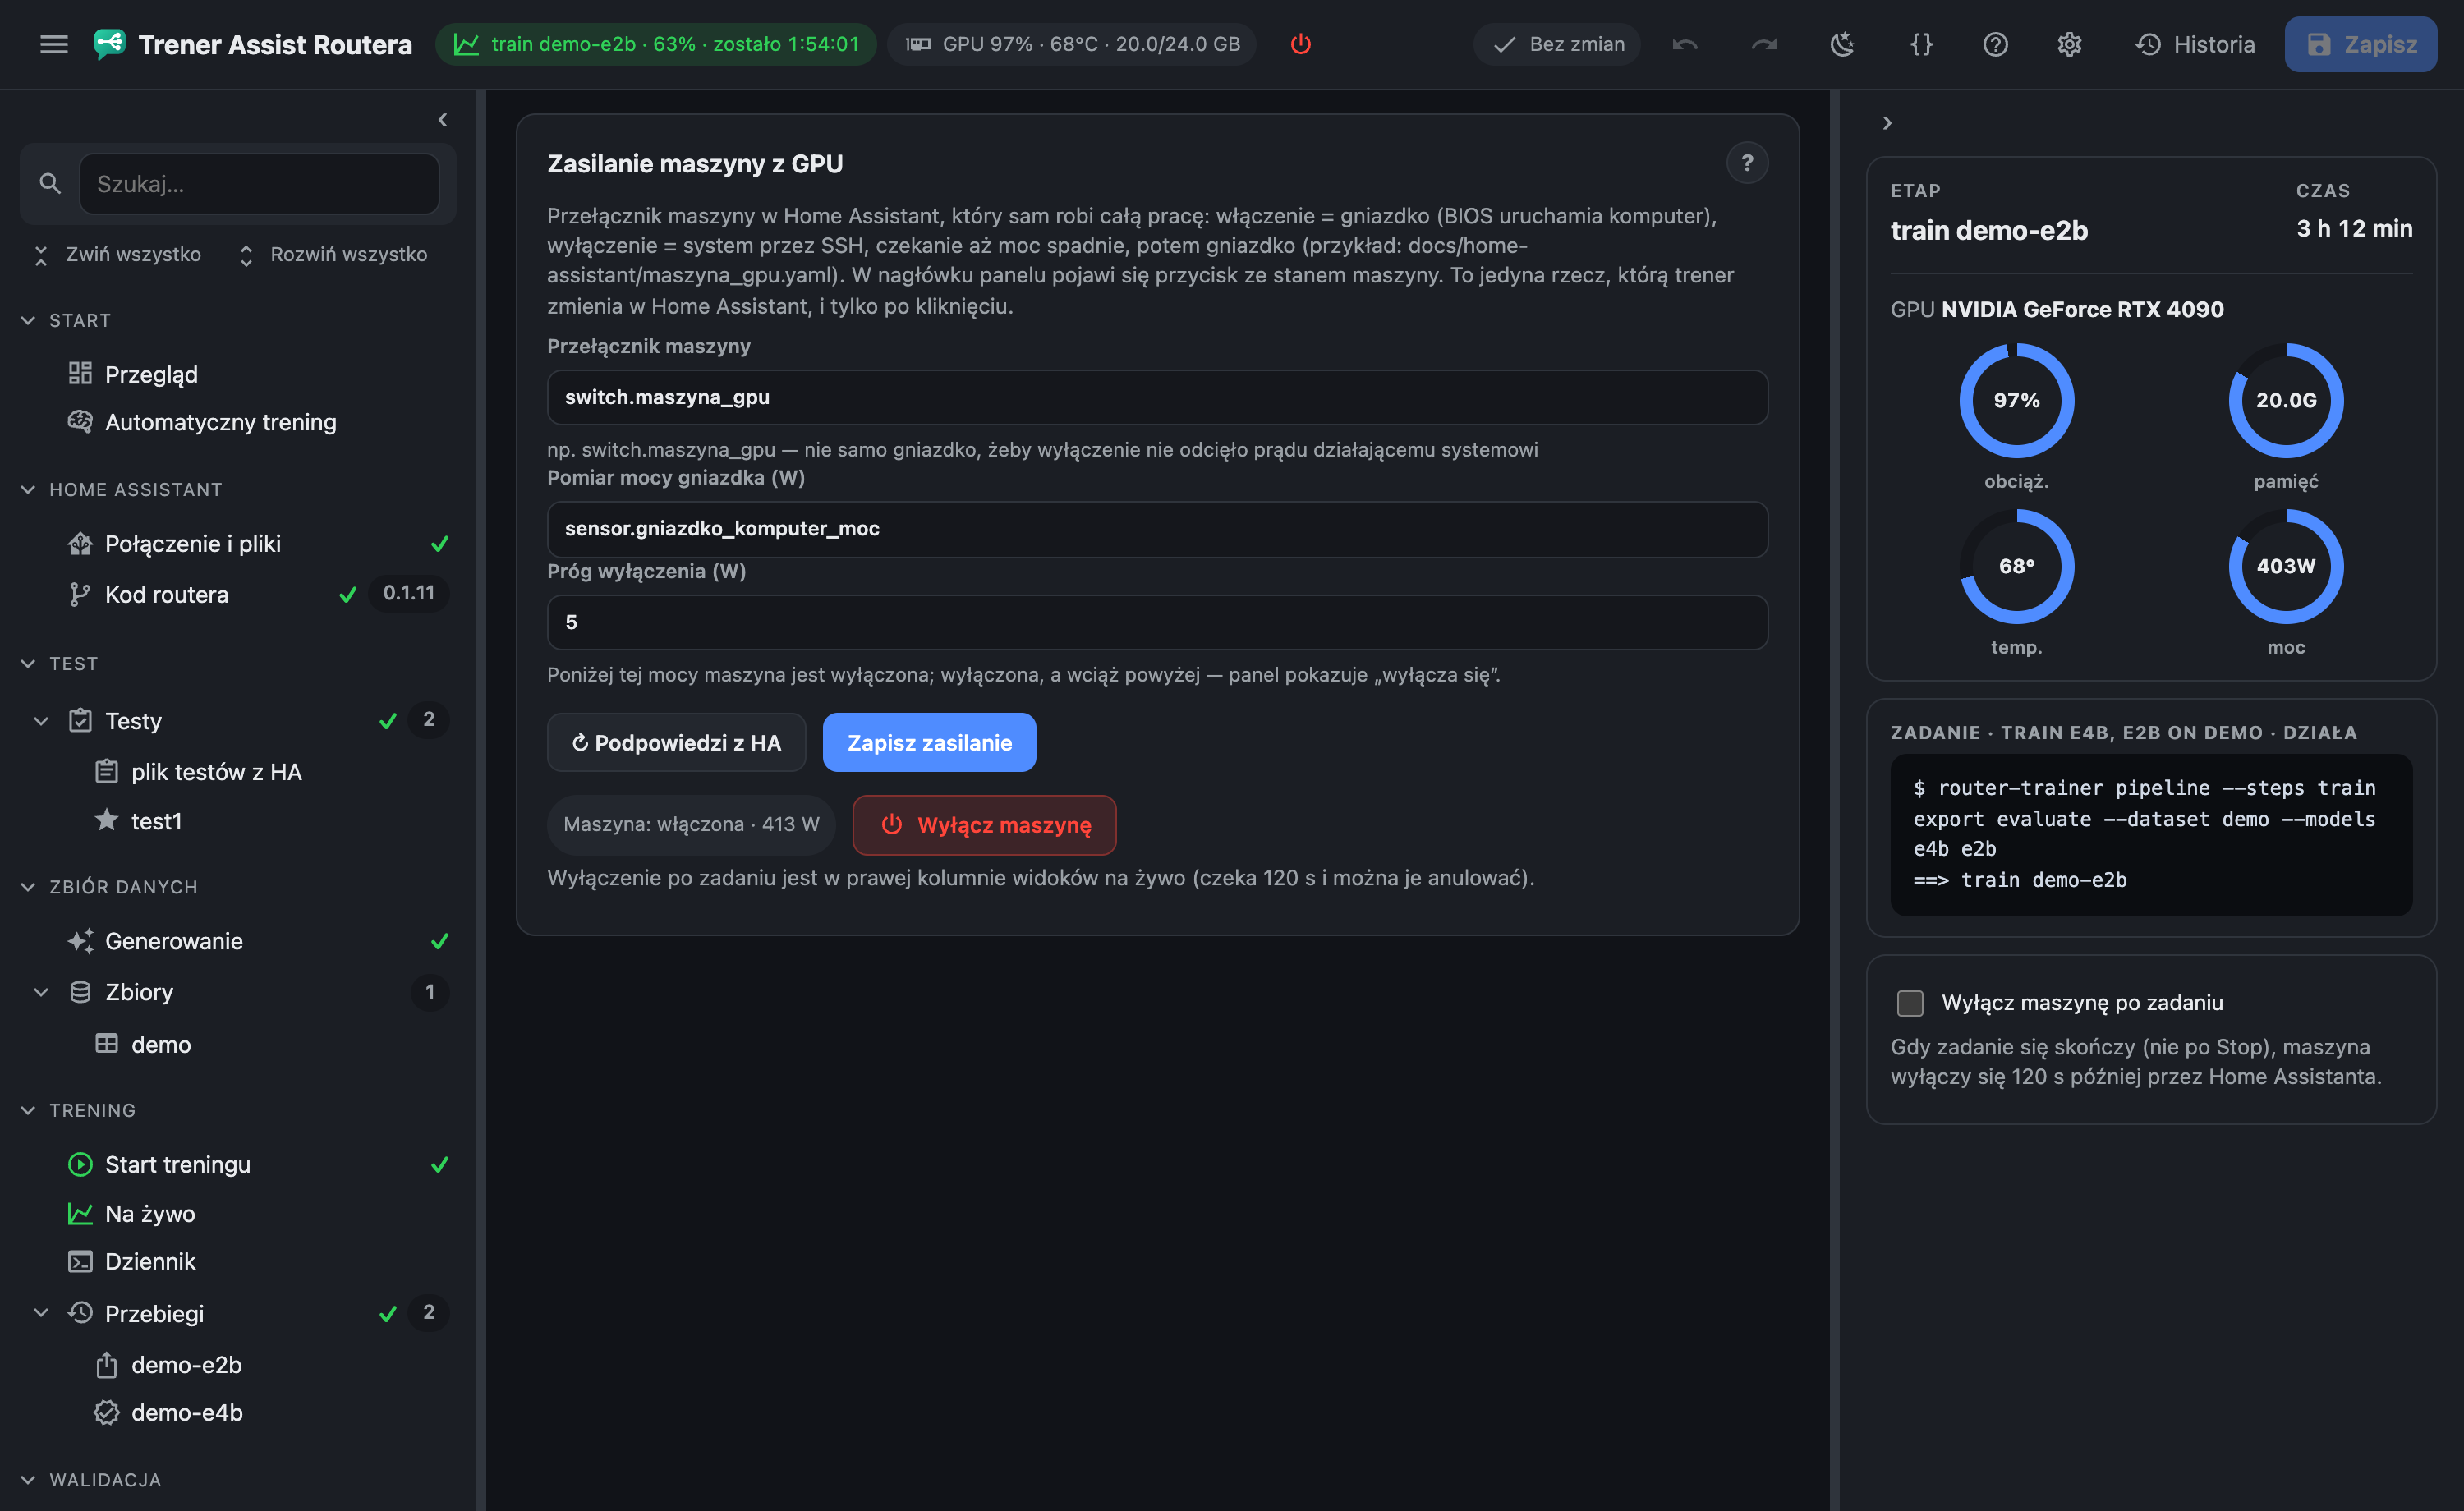 Trener Assist Routera
train demo-e2b · 63% · zostało 1:54:01
GPU 97% · 68°C · 20.0/24.0 GB
Bez zmian
Historia
Zapisz
Szukaj...
Zwiń wszystko
Rozwiń wszystko
START
Przegląd
Automatyczny trening
HOME ASSISTANT
Połączenie i pliki
Kod routera
0.1.11
TEST
Testy
2
plik testów z HA
test1
ZBIÓR DANYCH
Generowanie
Zbiory
1
demo
TRENING
Start treningu
Na żywo
Dziennik
Przebiegi
2
demo-e2b
demo-e4b
WALIDACJA
Zasilanie maszyny z GPU
?
Przełącznik maszyny w Home Assistant, który sam robi całą pracę: włączenie = gniazdko (BIOS uruchamia komputer),
wyłączenie = system przez SSH, czekanie aż moc spadnie, potem gniazdko (przykład: docs/home-
assistant/maszyna_gpu.yaml). W nagłówku panelu pojawi się przycisk ze stanem maszyny. To jedyna rzecz, którą trener
zmienia w Home Assistant, i tylko po kliknięciu.
Przełącznik maszyny
switch.maszyna_gpu
np. switch.maszyna_gpu — nie samo gniazdko, żeby wyłączenie nie odcięło prądu działającemu systemowi
Pomiar mocy gniazdka (W)
sensor.gniazdko_komputer_moc
Próg wyłączenia (W)
5
Poniżej tej mocy maszyna jest wyłączona; wyłączona, a wciąż powyżej — panel pokazuje „wyłącza się”.
↻ Podpowiedzi z HA
Zapisz zasilanie
Maszyna: włączona · 413 W
Wyłącz maszynę
Wyłączenie po zadaniu jest w prawej kolumnie widoków na żywo (czeka 120 s i można je anulować).
ETAP
CZAS
train demo-e2b
3 h 12 min
GPU NVIDIA GeForce RTX 4090
97%
20.0G
obciąż.
pamięć
68°
403W
temp.
moc
ZADANIE · TRAIN E4B, E2B ON DEMO · DZIAŁA
$ router-trainer pipeline --steps train
export evaluate --dataset demo --models
e4b e2b
==> train demo-e2b
Wyłącz maszynę po zadaniu
Gdy zadanie się skończy (nie po Stop), maszyna
wyłączy się 120 s później przez Home Assistanta.